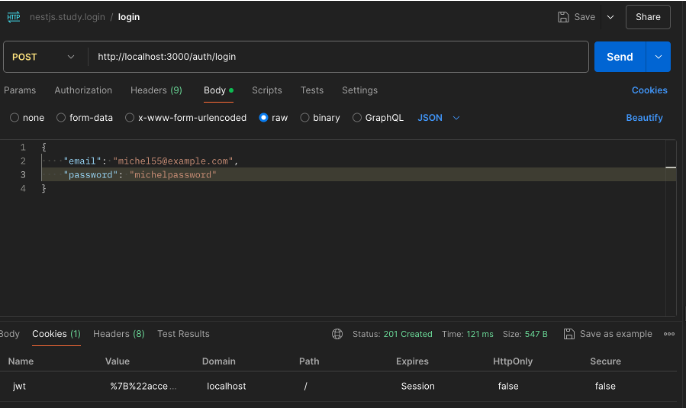 HTTP nestjs.study.login / login Save Share
POST http://localhost:3000/auth/login Send
Params Authorization Headers (9) Body Scripts Tests Settings Cookies
none form-data x-www-form-urlencoded raw binary GraphQL JSON Beautify
1 {
2 "email": "michel55@example.com",
3 "password": "michelpassword"
4 }
Body Cookies (1) Headers (8) Test Results Status: 201 Created Time: 121 ms Size: 547 B Save as example
Name Value Domain Path Expires HttpOnly Secure
jwt %7B%22acce... localhost / Session false false